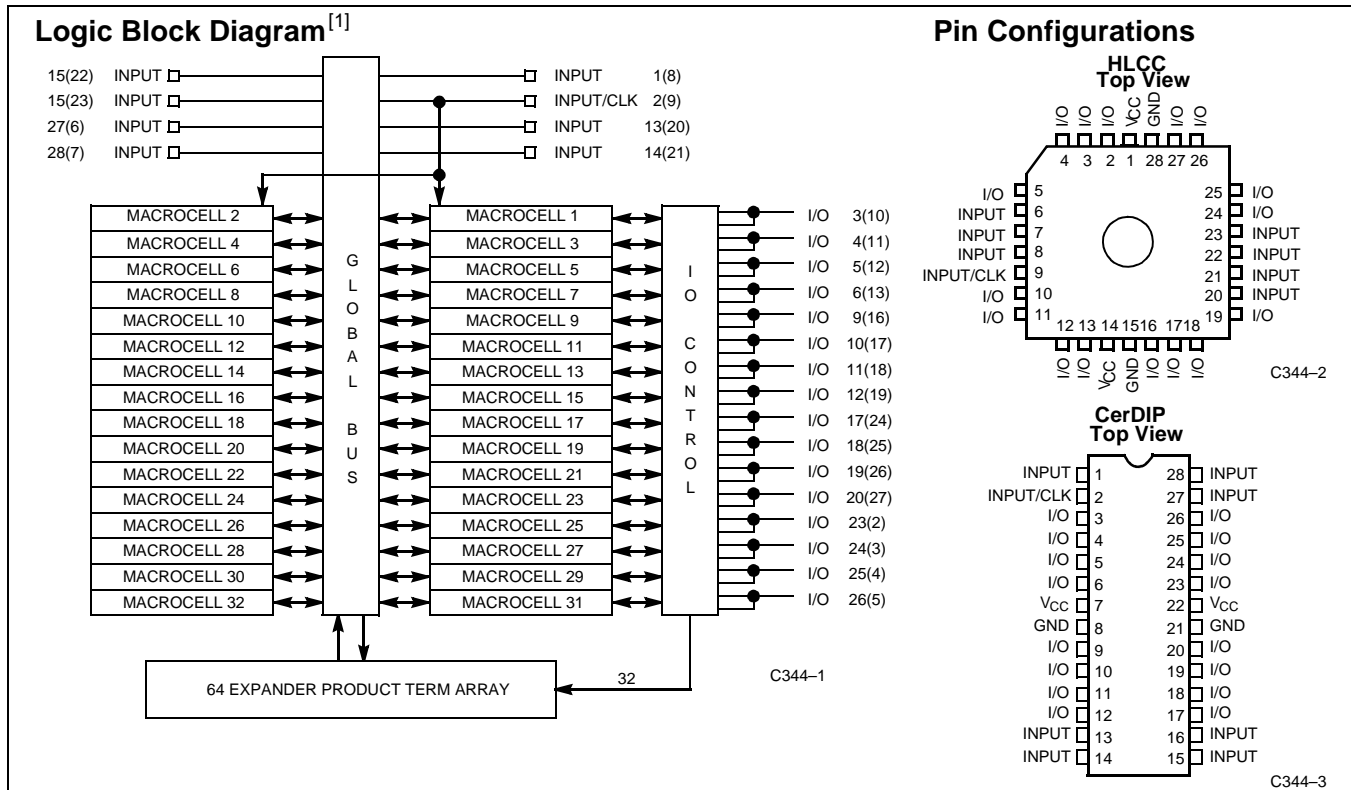 Logic Block Diagram[1]
15(22) INPUT
INPUT 1(8)
15(23) INPUT
INPUT/CLK 2(9)
27(6) INPUT
INPUT 13(20)
28(7) INPUT
INPUT 14(21)
MACROCELL 2
MACROCELL 4
MACROCELL 6
MACROCELL 8
MACROCELL 10
MACROCELL 12
MACROCELL 14
MACROCELL 16
MACROCELL 18
MACROCELL 20
MACROCELL 22
MACROCELL 24
MACROCELL 26
MACROCELL 28
MACROCELL 30
MACROCELL 32
GLOBAL BUS
MACROCELL 1
MACROCELL 3
MACROCELL 5
MACROCELL 7
MACROCELL 9
MACROCELL 11
MACROCELL 13
MACROCELL 15
MACROCELL 17
MACROCELL 19
MACROCELL 21
MACROCELL 23
MACROCELL 25
MACROCELL 27
MACROCELL 29
MACROCELL 31
IO CONTROL
I/O 3(10)
I/O 4(11)
I/O 5(12)
I/O 6(13)
I/O 9(16)
I/O 10(17)
I/O 11(18)
I/O 12(19)
I/O 17(24)
I/O 18(25)
I/O 19(26)
I/O 20(27)
I/O 23(2)
I/O 24(3)
I/O 25(4)
I/O 26(5)
64 EXPANDER PRODUCT TERM ARRAY
32
C344–1
Pin Configurations
HLCC
Top View
I/O I/O I/O VCC GND I/O I/O
4 3 2 1 28 27 26
I/O 5
INPUT 6
INPUT 7
INPUT 8
INPUT/CLK 9
I/O 10
I/O 11
25 I/O
24 I/O
23 INPUT
22 INPUT
21 INPUT
20 INPUT
19 I/O
12 13 14 15 16 17 18
I/O I/O VCC GND I/O I/O I/O
C344–2
CerDIP
Top View
INPUT 1 28 INPUT
INPUT/CLK 2 27 INPUT
I/O 3 26 I/O
I/O 4 25 I/O
I/O 5 24 I/O
I/O 6 23 I/O
VCC 7 22 VCC
GND 8 21 GND
I/O 9 20 I/O
I/O 10 19 I/O
I/O 11 18 I/O
I/O 12 17 I/O
INPUT 13 16 INPUT
INPUT 14 15 INPUT
C344–3